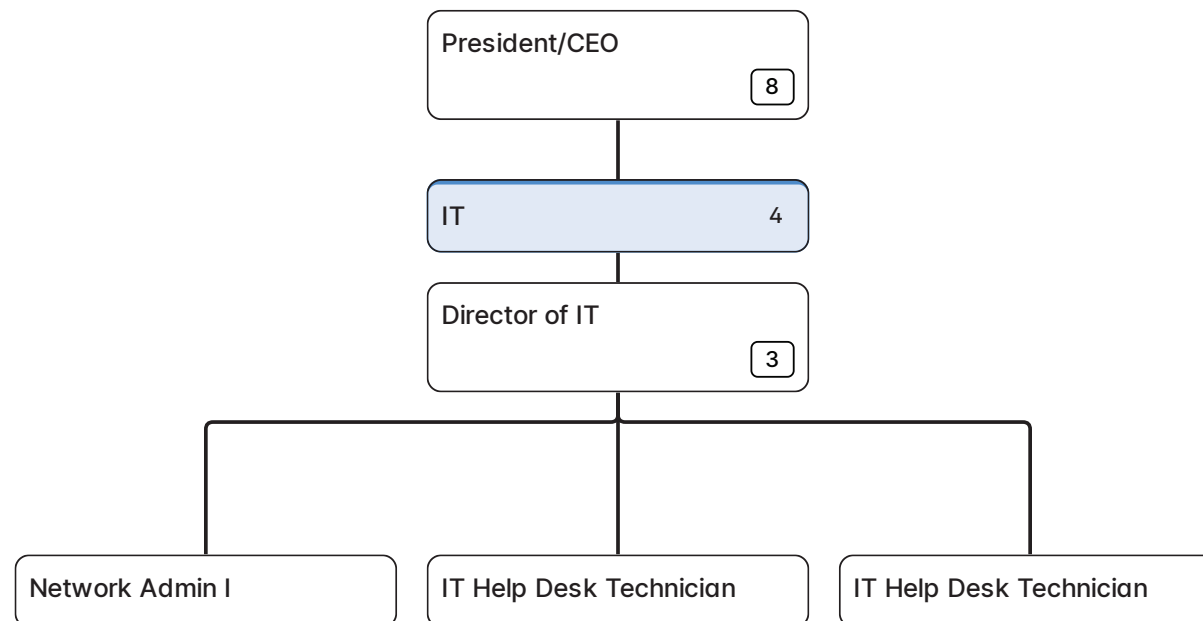 President/CEO
8
IT 4
Director of IT
3
Network Admin I
IT Help Desk Technician
IT Help Desk Technician